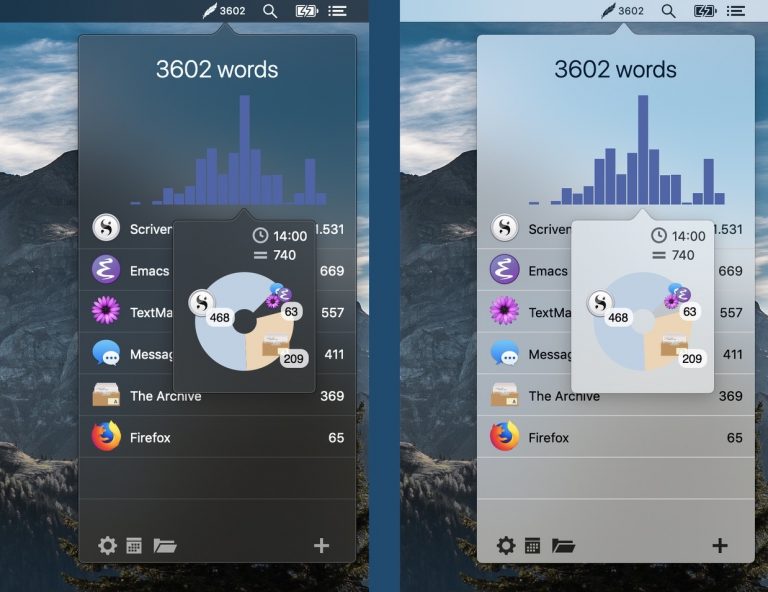 3602
3602 words
14:00
Scriven 1.531
740
Emacs 669
468
63
TextMa 557
209
Messag 411
The Archive 369
Firefox 65
3602
3602 words
14:00
Scriven 1.531
740
Emacs 669
468
63
TextMa 557
209
Messag 411
The Archive 369
Firefox 65